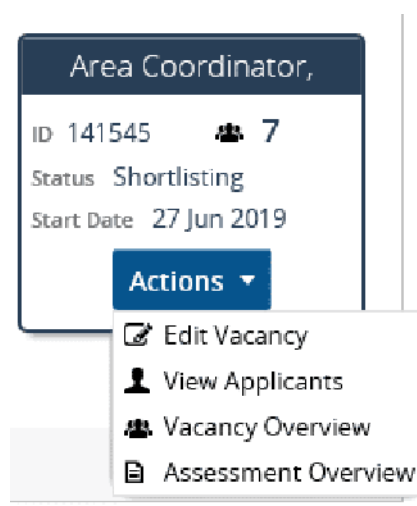 Area Coordinator,
ID 141545 7
Status Shortlisting
Start Date 27 Jun 2019
Actions
Edit Vacancy
View Applicants
Vacancy Overview
Assessment Overview